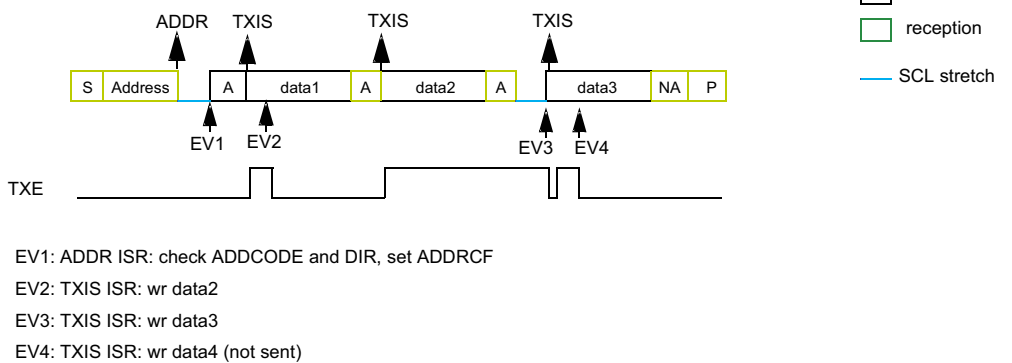 ADDR TXIS TXIS TXIS
reception
SCL stretch
S Address A data1 A data2 A data3 NA P
EV1 EV2 EV3 EV4
TXE
EV1: ADDR ISR: check ADDCODE and DIR, set ADDRCF
EV2: TXIS ISR: wr data2
EV3: TXIS ISR: wr data3
EV4: TXIS ISR: wr data4 (not sent)